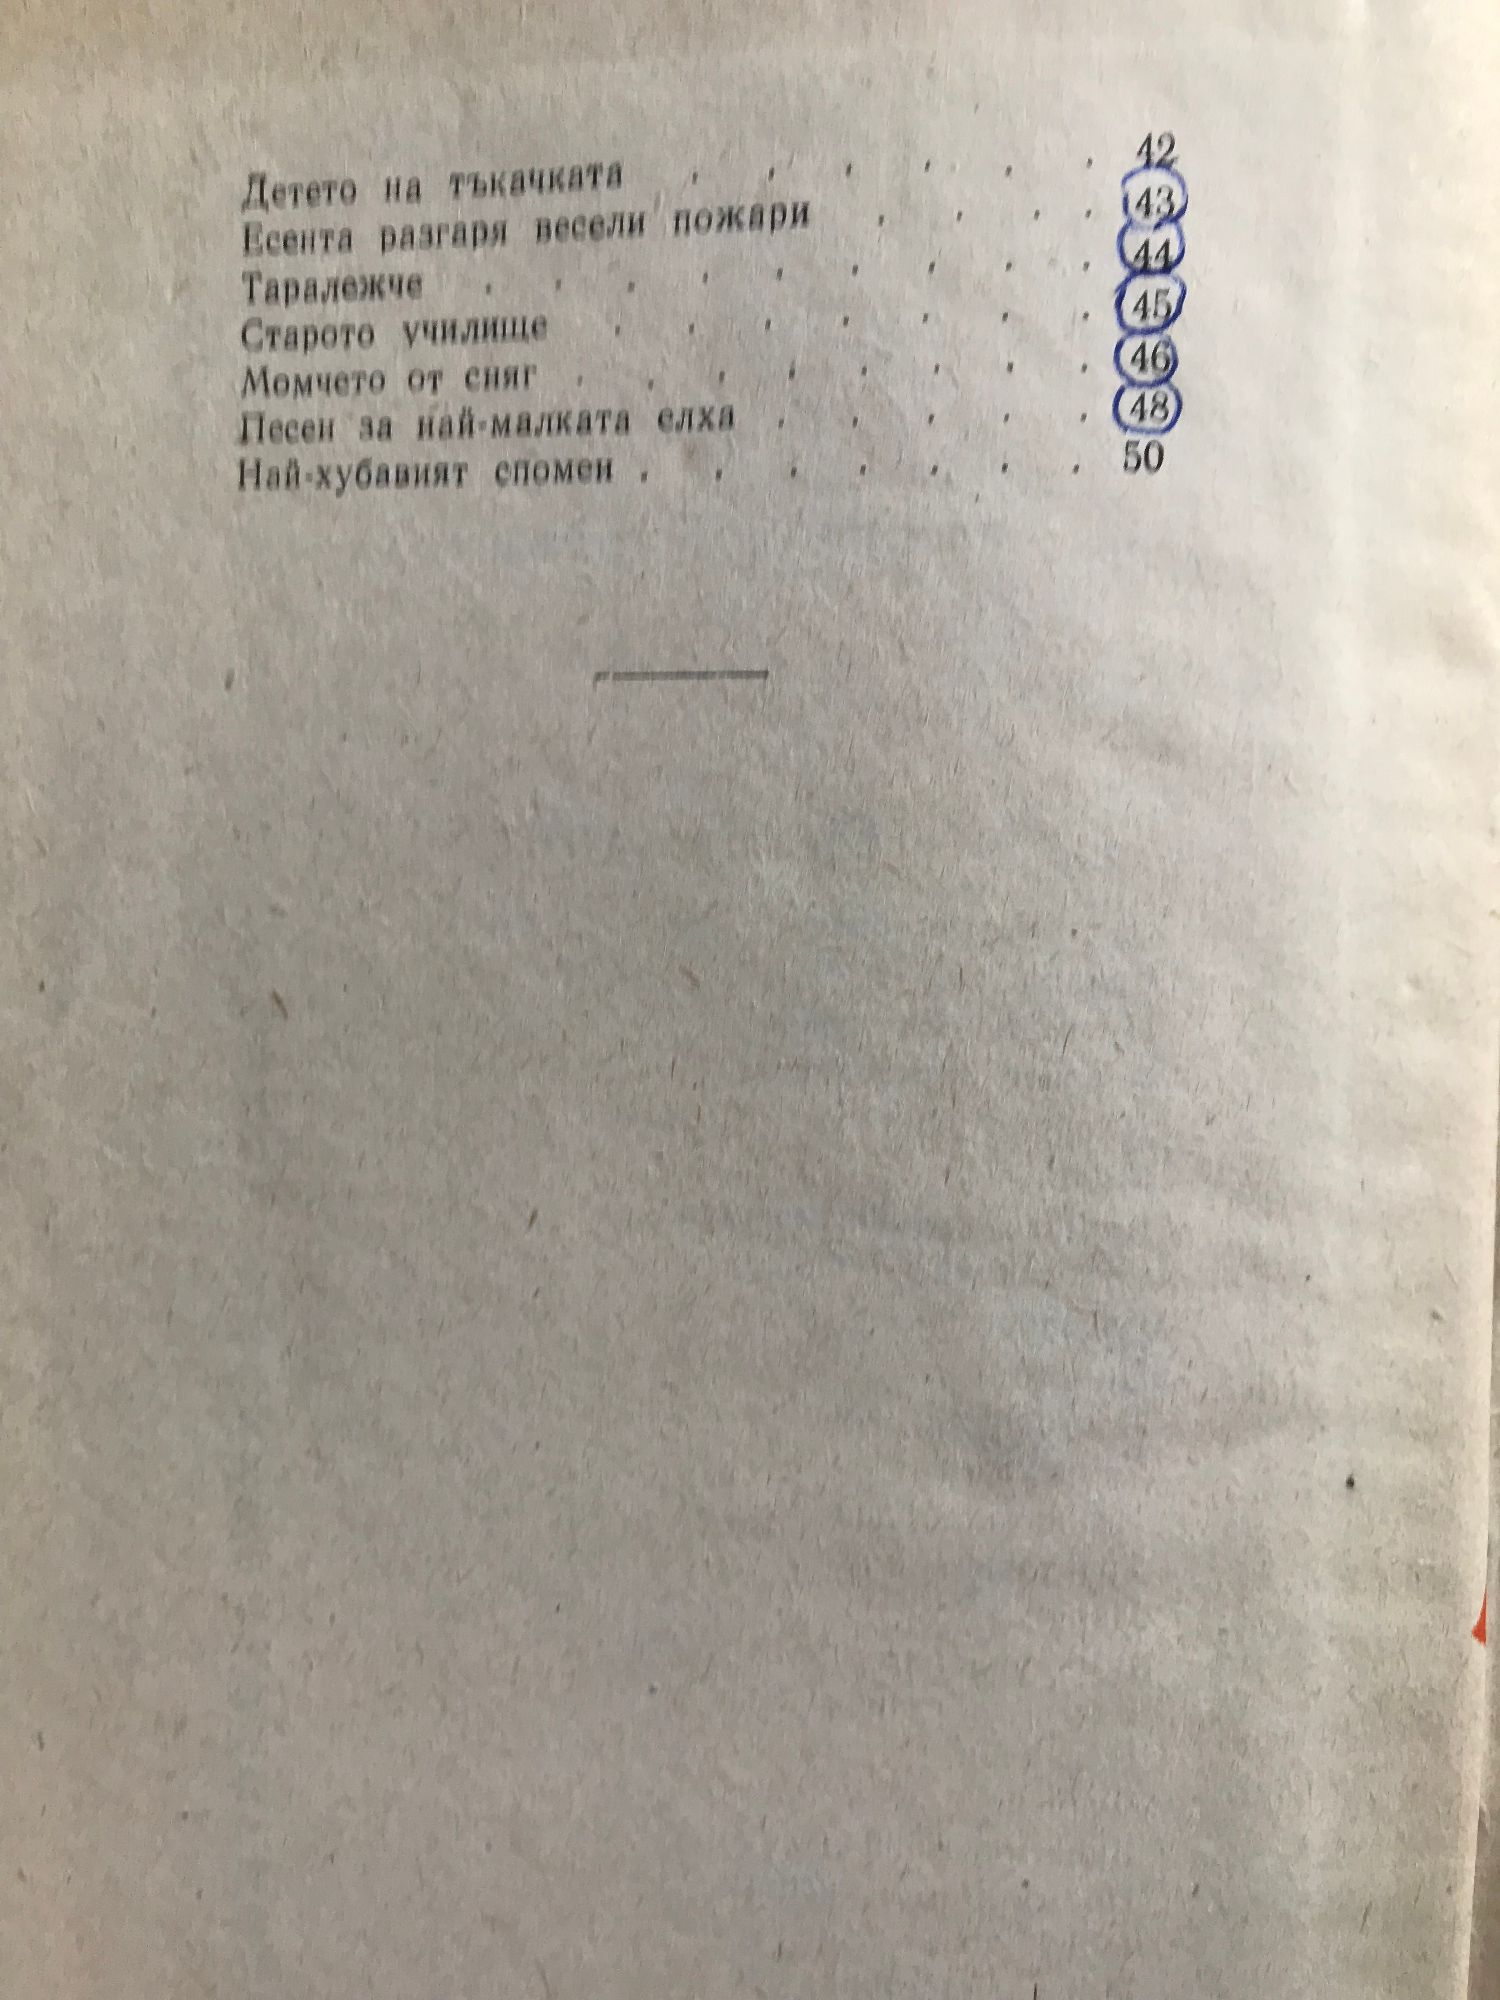 Детето на тъкачката . . . . . . 42
Есента разгаря весели пожари . . . . 43
Таралежче . . . . . . . . . 44
Старото училище . . . . . . . 45
Момчето от сняг . . . . . . . . 46
Песен за най-малката елха . . . . . 48
Най-хубавият спомен . . . . . . . 50